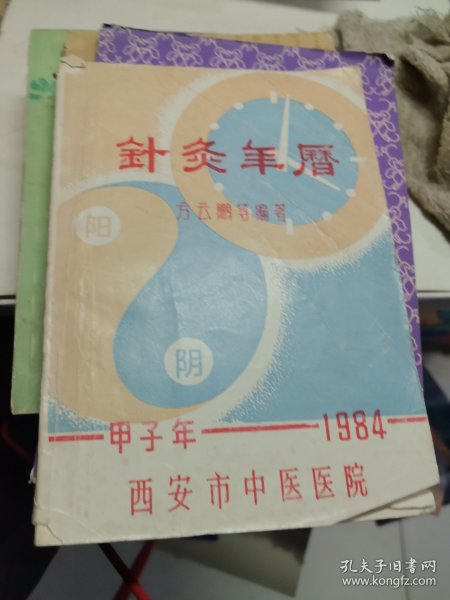 針灸年曆
方云鹏等编著
阳
阴
甲子年 1984
西安市中医医院
孔夫子旧书网
www.kongfz.com